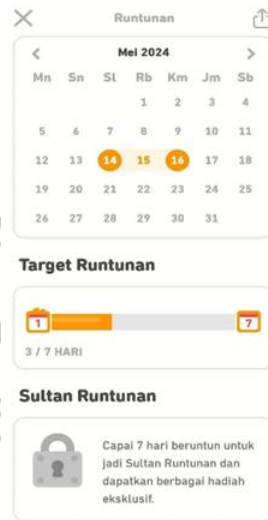 Runtunan
Mei 2024
Mn Sn Sl Rb Km Jm Sb
1 2 3 4
5 6 7 8 9 10 11
12 13 14 15 16 17 18
19 20 21 22 23 24 25
26 27 28 29 30 31
Target Runtunan
1 7
3 / 7 HARI
Sultan Runtunan
Capai 7 hari beruntun untuk
jadi Sultan Runtunan dan
dapatkan berbagai hadiah
eksklusif.